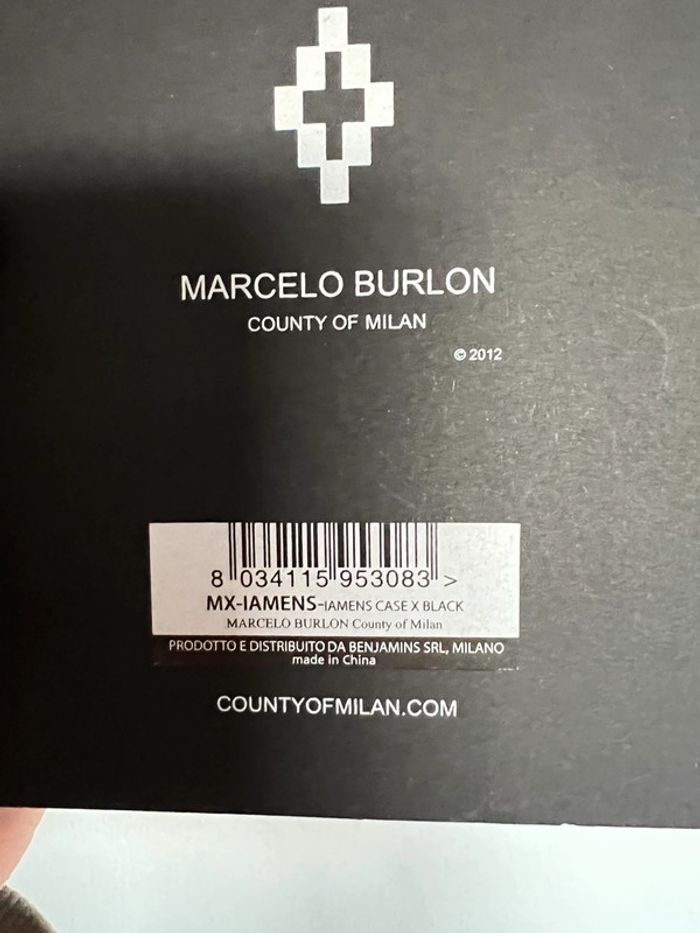 MARCELO BURLON
COUNTY OF MILAN
© 2012
8 034115 953083 >
MX-IAMENS-IAMENS CASE X BLACK
MARCELO BURLON County of Milan
PRODOTTO E DISTRIBUITO DA BENJAMINS SRL, MILANO
made in China
COUNTYOFMILAN.COM